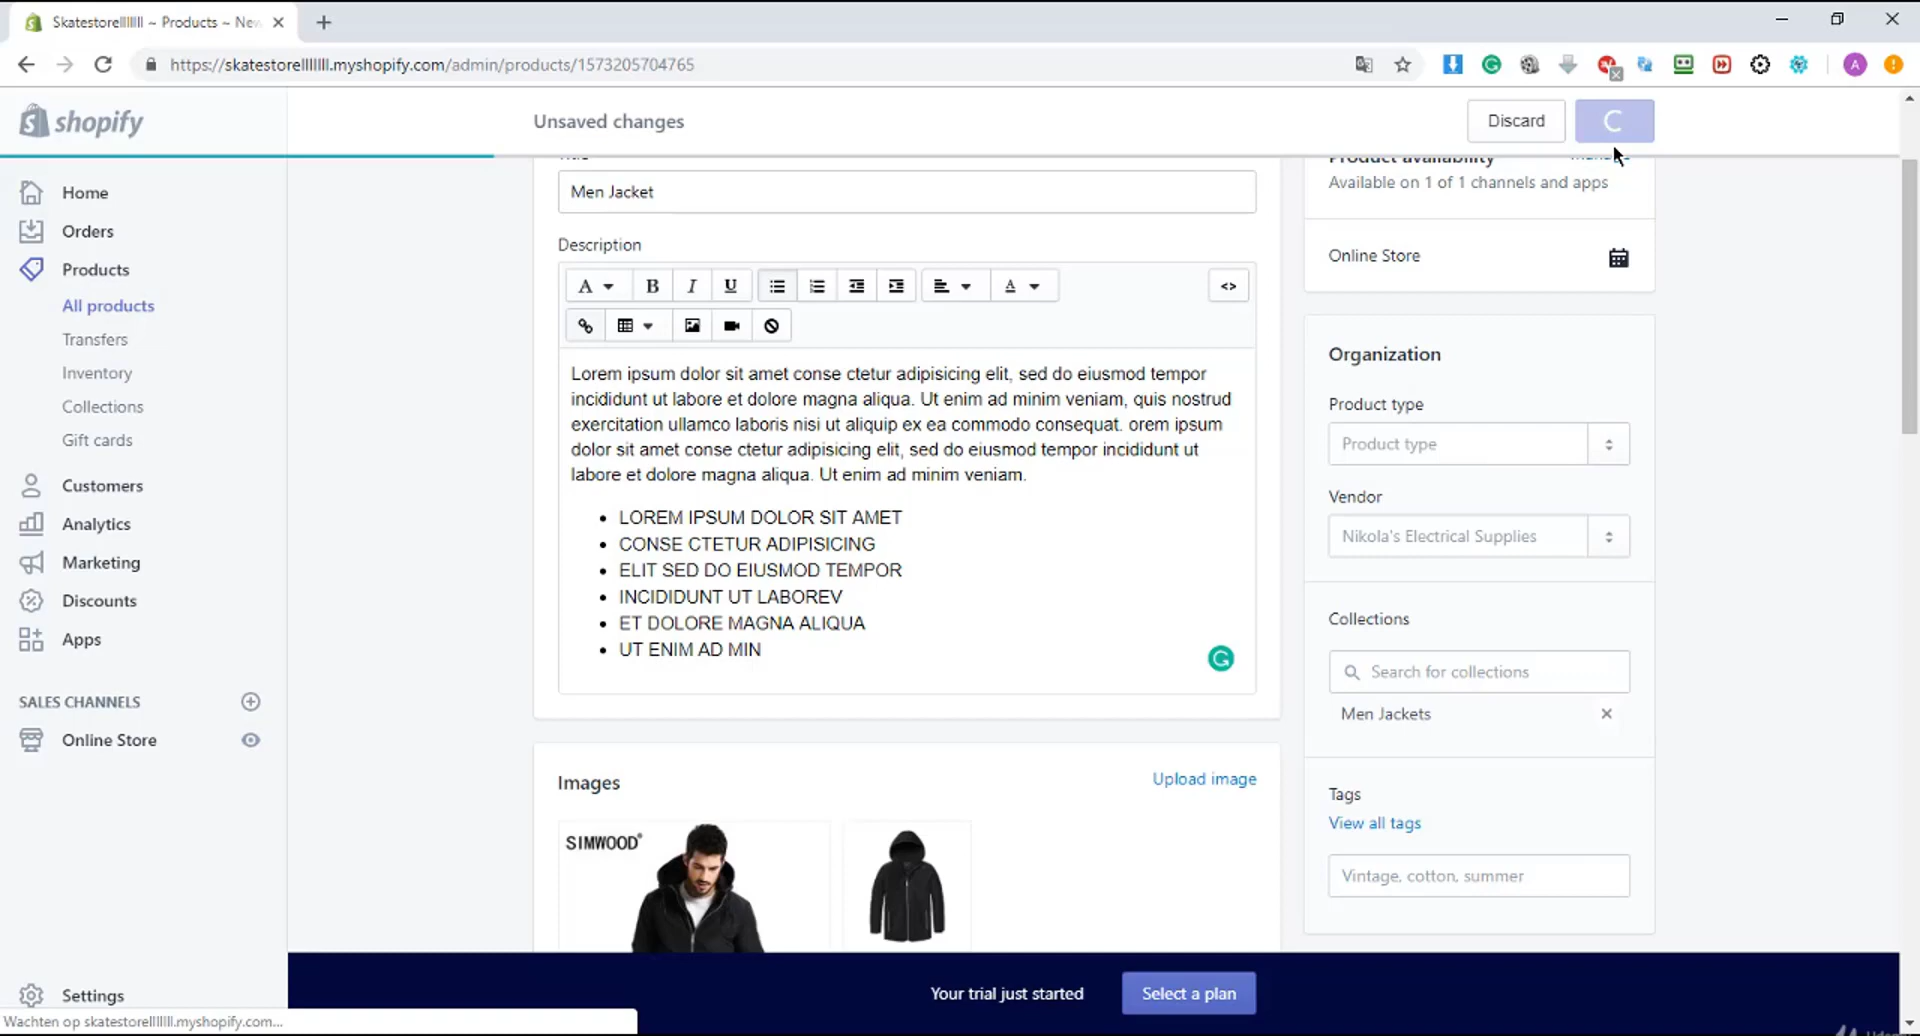 Skatestorelllllll ~ Products ~ New
https://skatestorelllllll.myshopify.com/admin/products/1573205704765
A
shopify
Unsaved changes
Discard
Home
Orders
Products
All products
Transfers
Inventory
Collections
Gift cards
Customers
Analytics
Marketing
Discounts
Apps
SALES CHANNELS
Online Store
Settings
Title
Men Jacket
Description
A B I U A <>
Lorem ipsum dolor sit amet conse ctetur adipisicing elit, sed do eiusmod tempor
incididunt ut labore et dolore magna aliqua. Ut enim ad minim veniam, quis nostrud
exercitation ullamco laboris nisi ut aliquip ex ea commodo consequat. orem ipsum
dolor sit amet conse ctetur adipisicing elit, sed do eiusmod tempor incididunt ut
labore et dolore magna aliqua. Ut enim ad minim veniam.
• LOREM IPSUM DOLOR SIT AMET
• CONSE CTETUR ADIPISICING
• ELIT SED DO EIUSMOD TEMPOR
• INCIDIDUNT UT LABOREV
• ET DOLORE MAGNA ALIQUA
• UT ENIM AD MIN
Images
Upload image
SIMWOOD®
Product availability
Manage
Available on 1 of 1 channels and apps
Online Store
Organization
Product type
Product type
Vendor
Nikola's Electrical Supplies
Collections
Search for collections
Men Jackets
Tags
View all tags
Vintage, cotton, summer
Your trial just started
Select a plan
Wachten op skatestorelllllll.myshopify.com...